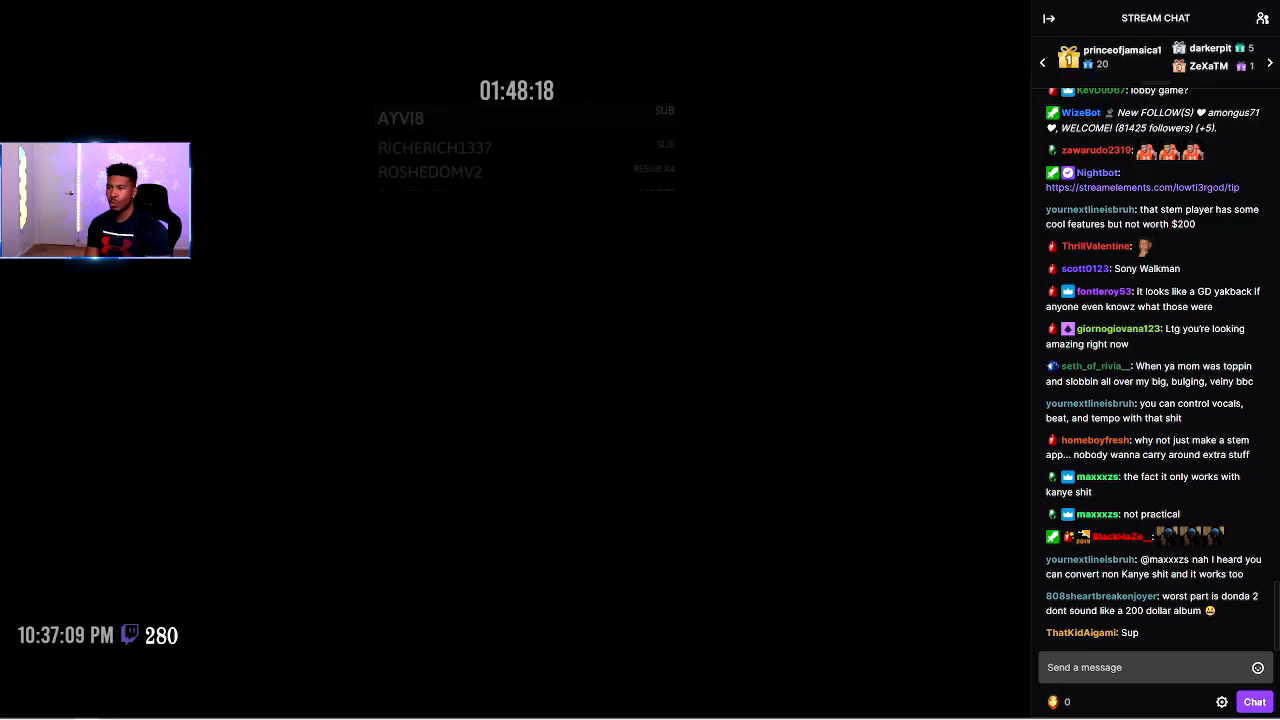 STREAM CHAT
princeofjamaica1
20
darkerpit 5
ZeXaTM 1
01:48:18
AYVI8 SUB
RICHERICH1337 SUB
ROSHEDOMV2 RESUB X4
KevD0067: lobby game?
WizeBot New FOLLOW(S) amongus71
, WELCOME! (81425 followers) (+5).
zawarudo2319:
Nightbot:
https://streamelements.com/lowti3rgod/tip
yournextlineisbruh: that stem player has some
cool features but not worth $200
ThrillValentine:
scott0123: Sony Walkman
fontleroy53: it looks like a GD yakback if
anyone even knowz what those were
giornogiovana123: Ltg you’re looking
amazing right now
seth_of_rivia__: When ya mom was toppin
and slobbin all over my big, bulging, veiny bbc
yournextlineisbruh: you can control vocals,
beat, and tempo with that shit
homeboyfresh: why not just make a stem
app... nobody wanna carry around extra stuff
maxxxzs: the fact it only works with
kanye shit
maxxxzs: not practical
BlackHaZe__:
yournextlineisbruh: @maxxxzs nah I heard you
can convert non Kanye shit and it works too
808sheartbreakenjoyer: worst part is donda 2
dont sound like a 200 dollar album 😀
ThatKidAigami: Sup
10:37:09 PM 280
Send a message
0
Chat